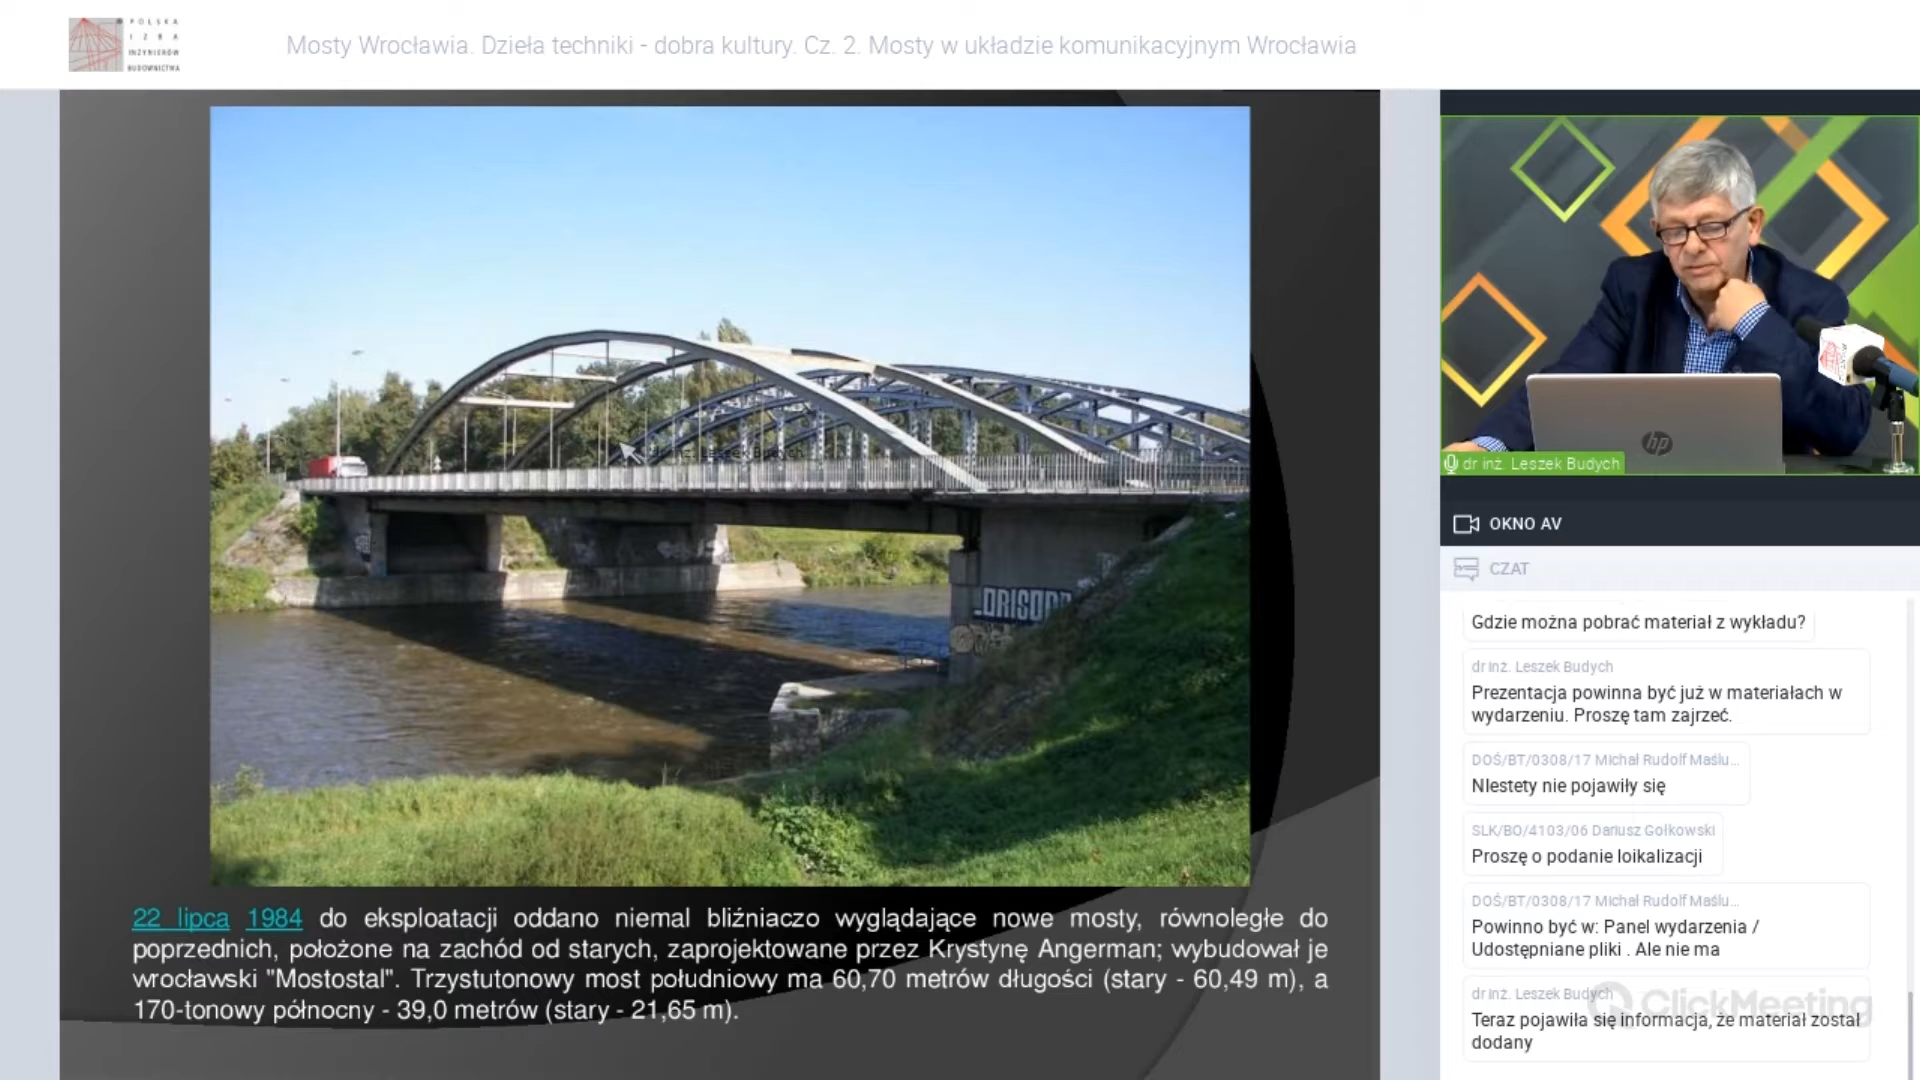 POLSKA
IZBA
INŻYNIERÓW
BUDOWNICTWA
Mosty Wrocławia. Dzieła techniki - dobra kultury. Cz. 2. Mosty w układzie komunikacyjnym Wrocławia
inż. Leszek Budych
22 lipca 1984 do eksploatacji oddano niemal bliźniaczo wyglądające nowe mosty, równoległe do
poprzednich, położone na zachód od starych, zaprojektowane przez Krystynę Angerman; wybudował je
wrocławski "Mostostal". Trzystutonowy most południowy ma 60,70 metrów długości (stary - 60,49 m), a
170-tonowy północny - 39,0 metrów (stary - 21,65 m).
hp
dr inż. Leszek Budych
OKNO AV
CZAT
Gdzie można pobrać materiał z wykładu?
dr inż. Leszek Budych
Prezentacja powinna być już w materiałach w
wydarzeniu. Proszę tam zajrzeć.
DOŚ/BT/0308/17 Michał Rudolf Maślu...
NIestety nie pojawiły się
SLK/BO/4103/06 Dariusz Gołkowski
Proszę o podanie loikalizacji
DOŚ/BT/0308/17 Michał Rudolf Maślu...
Powinno być w: Panel wydarzenia /
Udostępniane pliki . Ale nie ma
dr inż. Leszek Budych
ClickMeeting
Teraz pojawiła się informacja, że materiał został
dodany